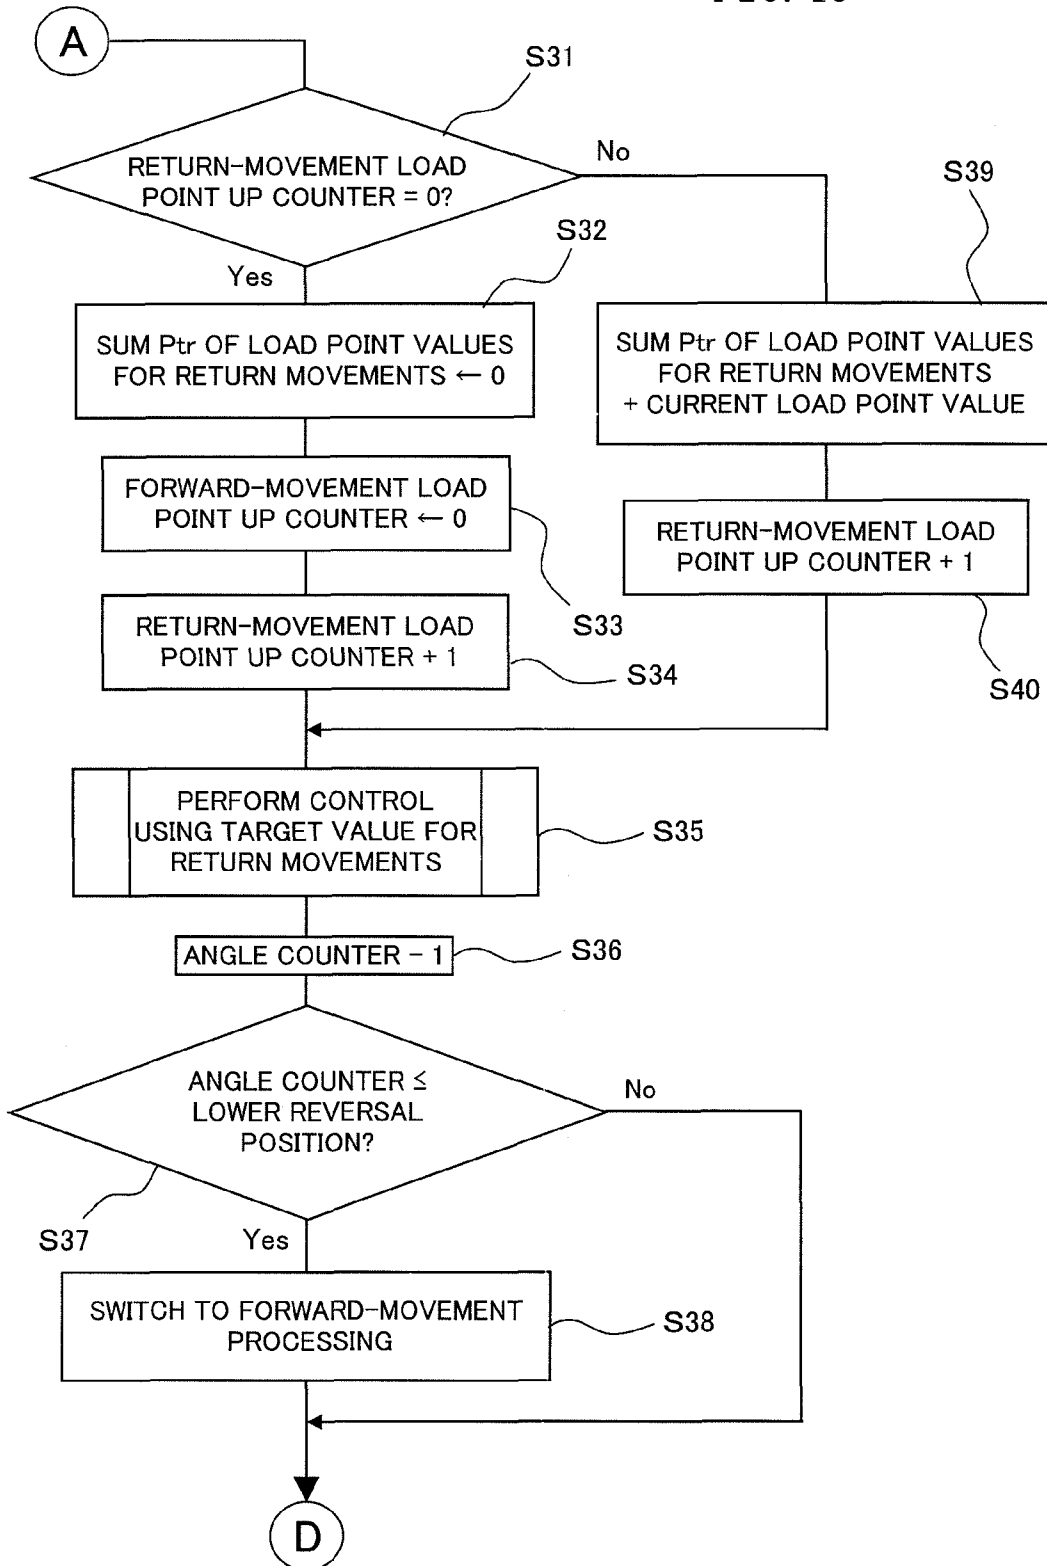 A
S31
RETURN-MOVEMENT LOAD
POINT UP COUNTER = 0?
No
Yes
S32
S39
SUM Ptr OF LOAD POINT VALUES
FOR RETURN MOVEMENTS ← 0
SUM Ptr OF LOAD POINT VALUES
FOR RETURN MOVEMENTS
+ CURRENT LOAD POINT VALUE
FORWARD-MOVEMENT LOAD
POINT UP COUNTER ← 0
S33
RETURN-MOVEMENT LOAD
POINT UP COUNTER + 1
S40
RETURN-MOVEMENT LOAD
POINT UP COUNTER + 1
S34
PERFORM CONTROL
USING TARGET VALUE FOR
RETURN MOVEMENTS
S35
ANGLE COUNTER − 1
S36
ANGLE COUNTER ≤
LOWER REVERSAL
POSITION?
No
S37
Yes
SWITCH TO FORWARD-MOVEMENT
PROCESSING
S38
D